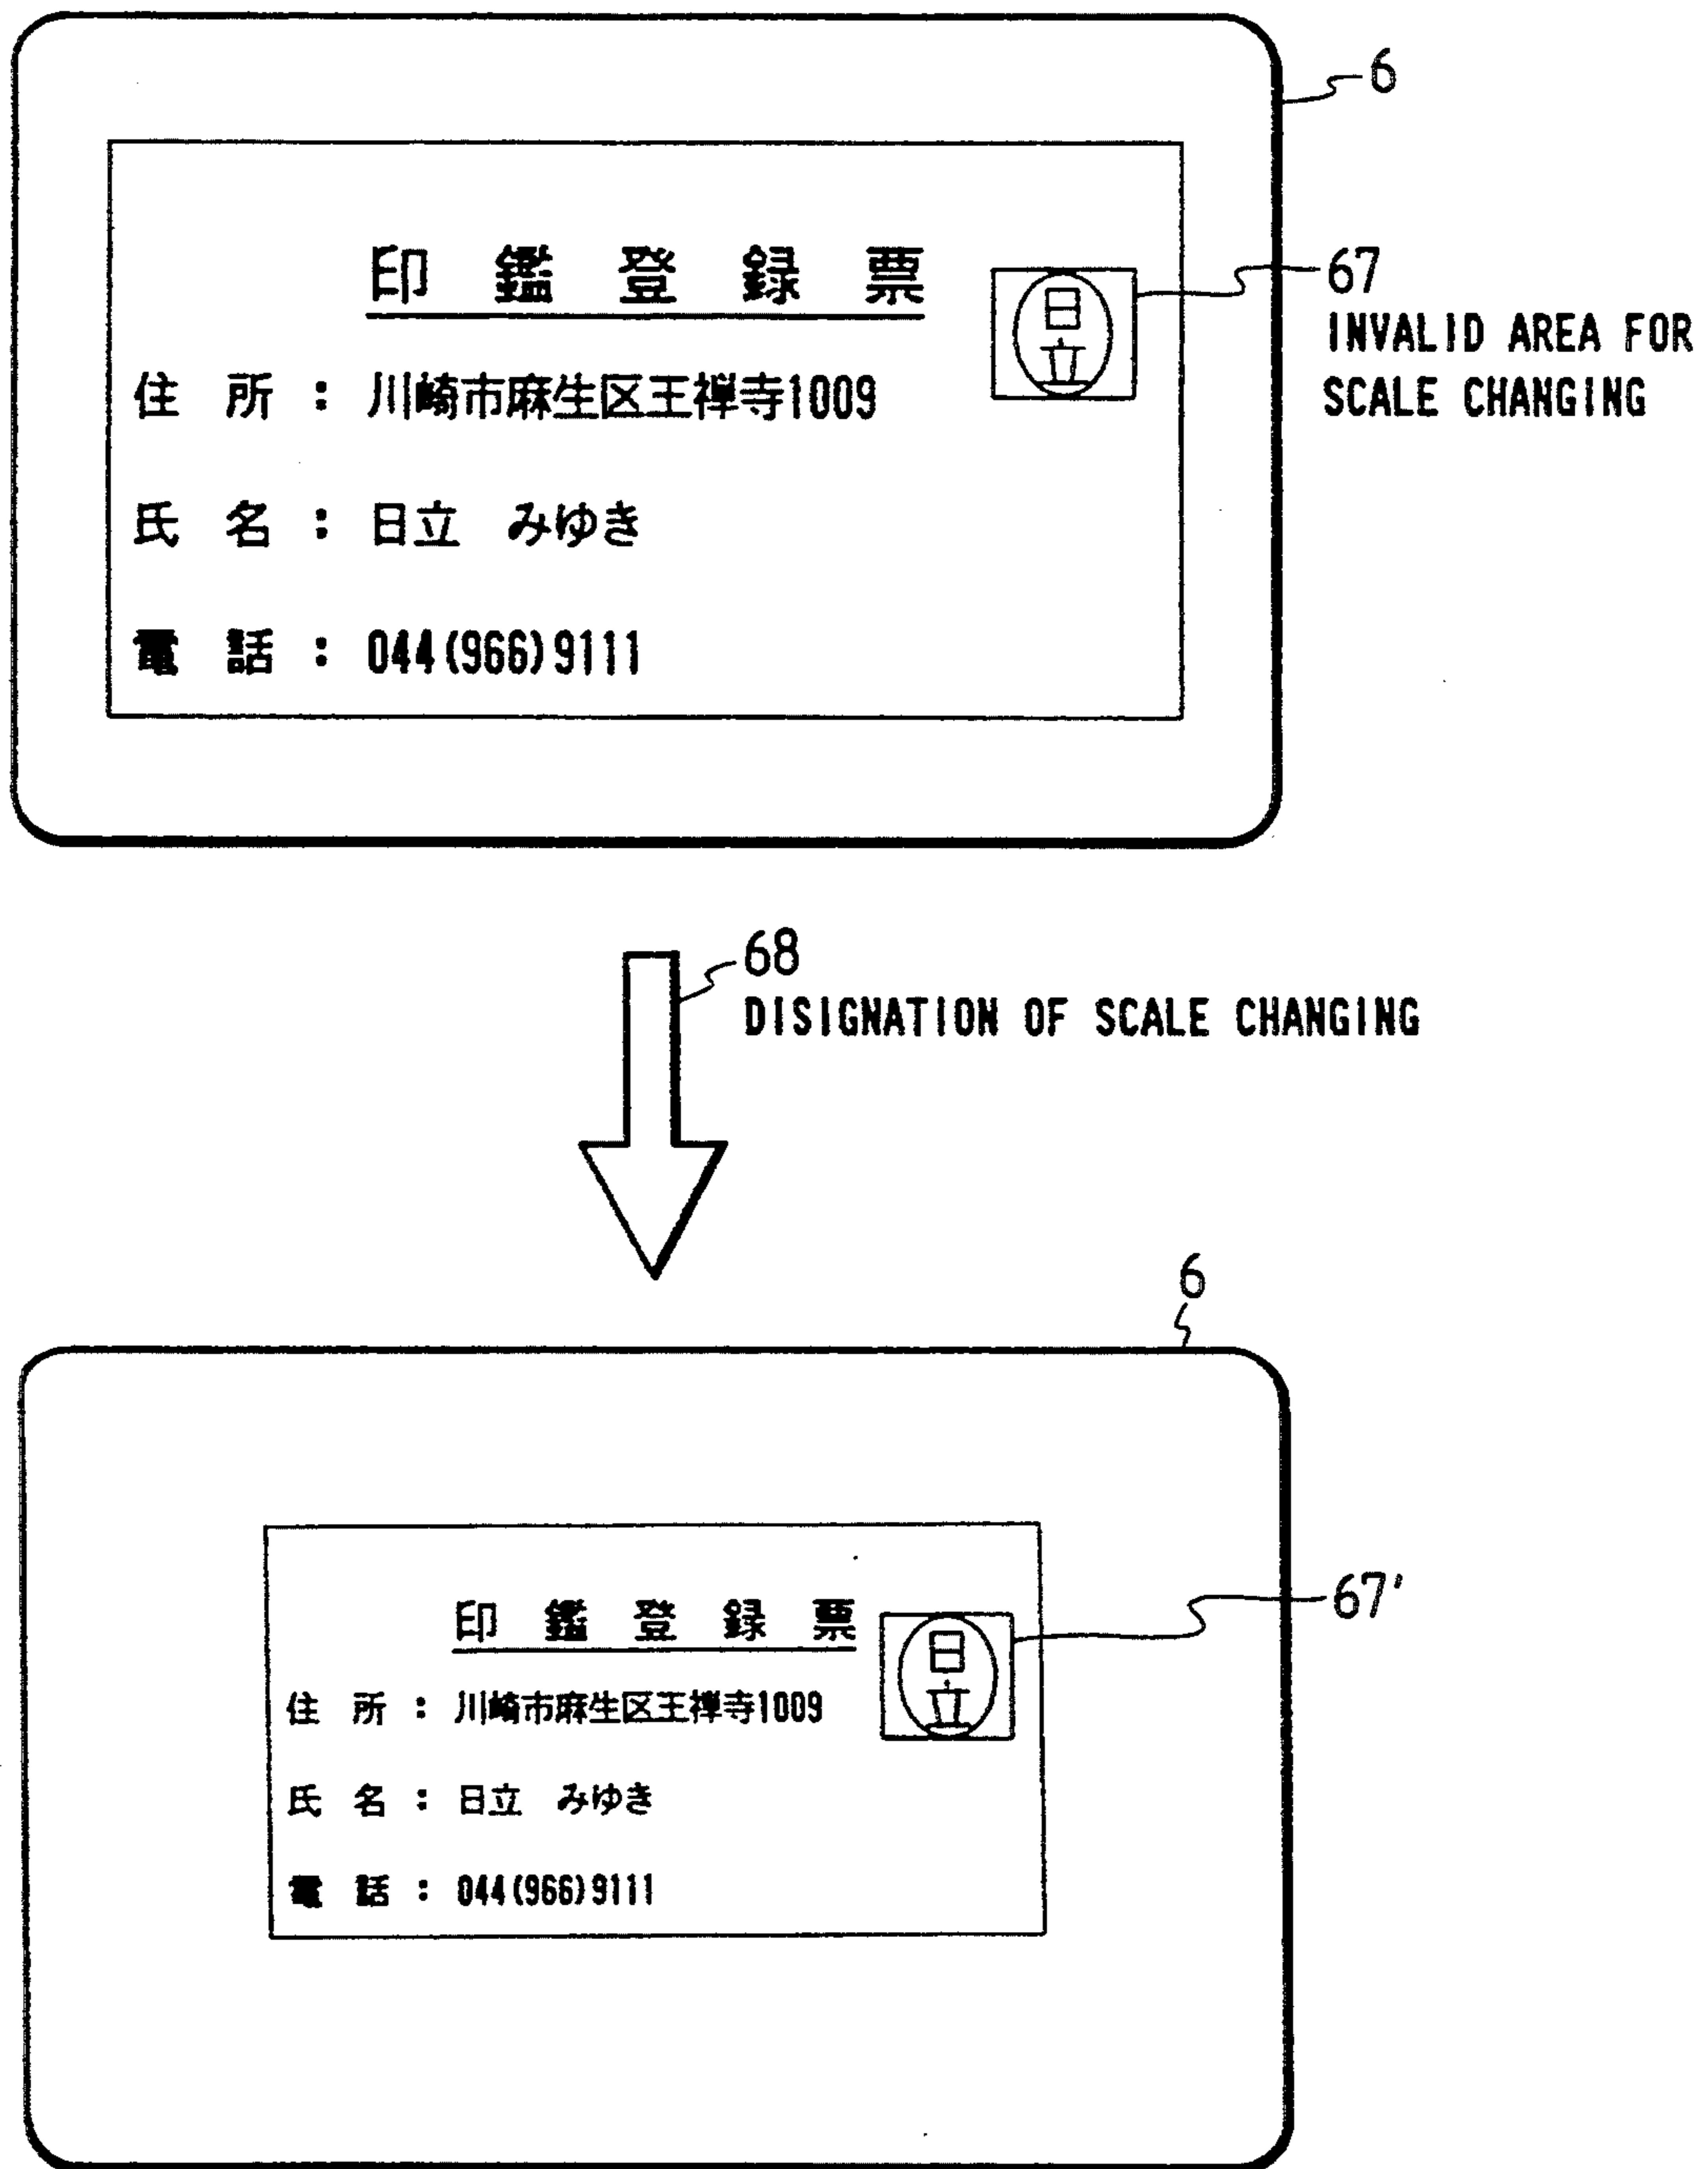 6
印 鑑 登 録 票
67
INVALID AREA FOR
SCALE CHANGING
日
立
住 所 : 川崎市麻生区王禅寺1009
氏 名 : 日立 みゆき
電 話 : 044(966)9111
68
DISIGNATION OF SCALE CHANGING
6
67'
印 鑑 登 録 票
日
立
住 所 : 川崎市麻生区王禅寺1009
氏 名 : 日立 みゆき
電 話 : 044(966)9111